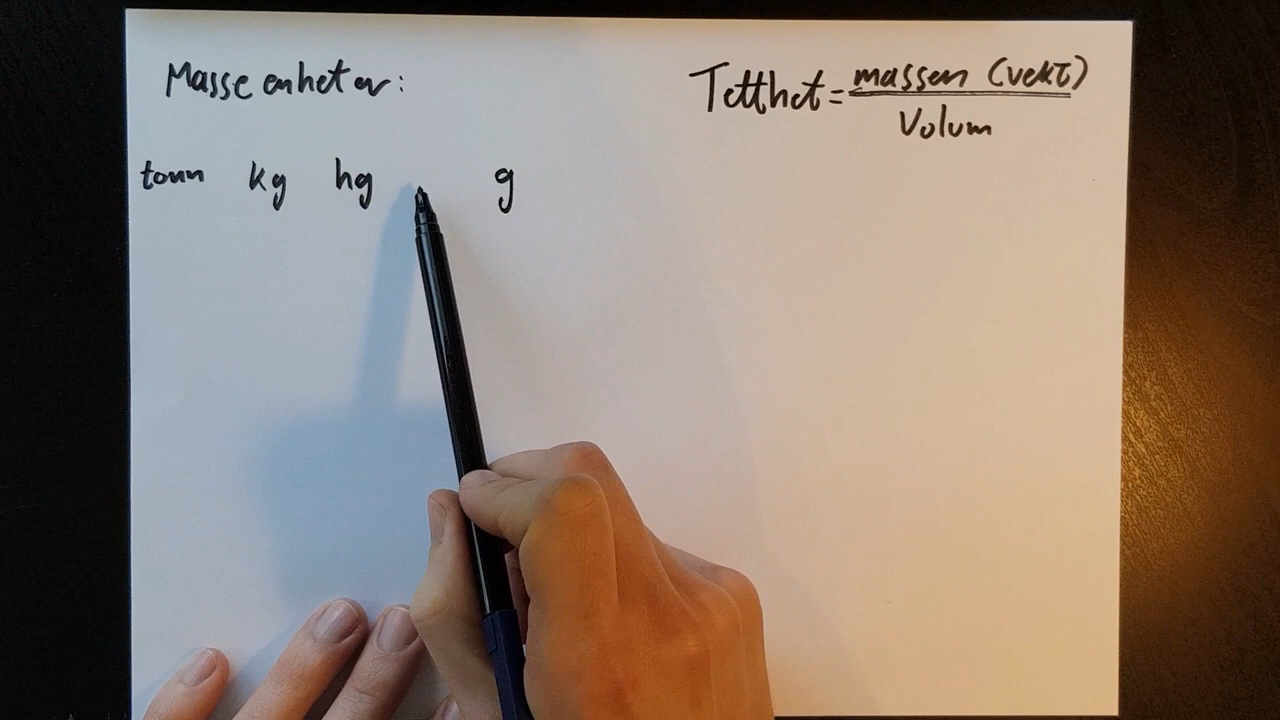 Masse enheter:
Tetthet = massen (vekt)
Volum
tonn kg hg g